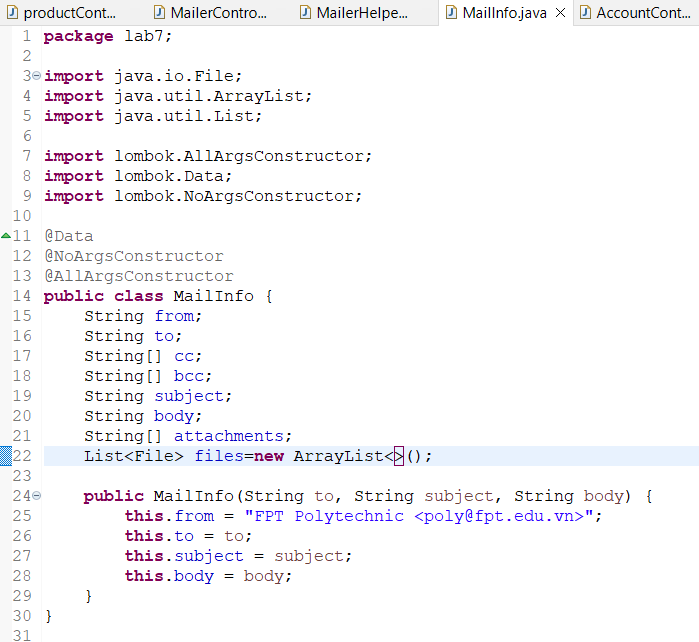 productCont... MailerContro... MailerHelpe... MailInfo.java AccountCont...
1 package lab7;
2
3 import java.io.File;
4 import java.util.ArrayList;
5 import java.util.List;
6
7 import lombok.AllArgsConstructor;
8 import lombok.Data;
9 import lombok.NoArgsConstructor;
10
11 @Data
12 @NoArgsConstructor
13 @AllArgsConstructor
14 public class MailInfo {
15     String from;
16     String to;
17     String[] cc;
18     String[] bcc;
19     String subject;
20     String body;
21     String[] attachments;
22     List<File> files=new ArrayList<>();
23
24     public MailInfo(String to, String subject, String body) {
25         this.from = "FPT Polytechnic <poly@fpt.edu.vn>";
26         this.to = to;
27         this.subject = subject;
28         this.body = body;
29     }
30 }
31